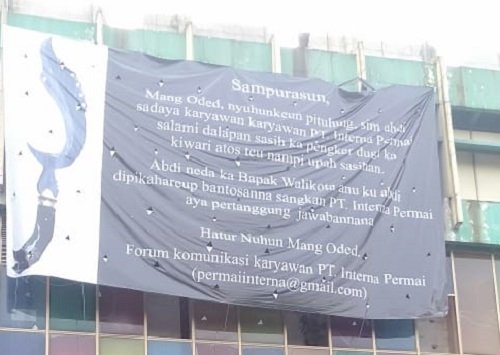 Sampurasun,
Mang Oded, nyuhunkeun pitulung, sim abdi
sadaya karyawan karyawan PT. Interna Permai
salami dalapan sasih ka pengker dugi ka
kiwari atos teu nampi upah sasihan.
Abdi neda ka Bapak Walikota anu ku abdi
dipikahareup bantosanna sangkan PT. Interna Permai
aya pertanggung jawabannana
Hatur Nuhun Mang Oded,
Forum komunikasi karyawan PT. Interna Permai
(permaiinterna@gmail.com)